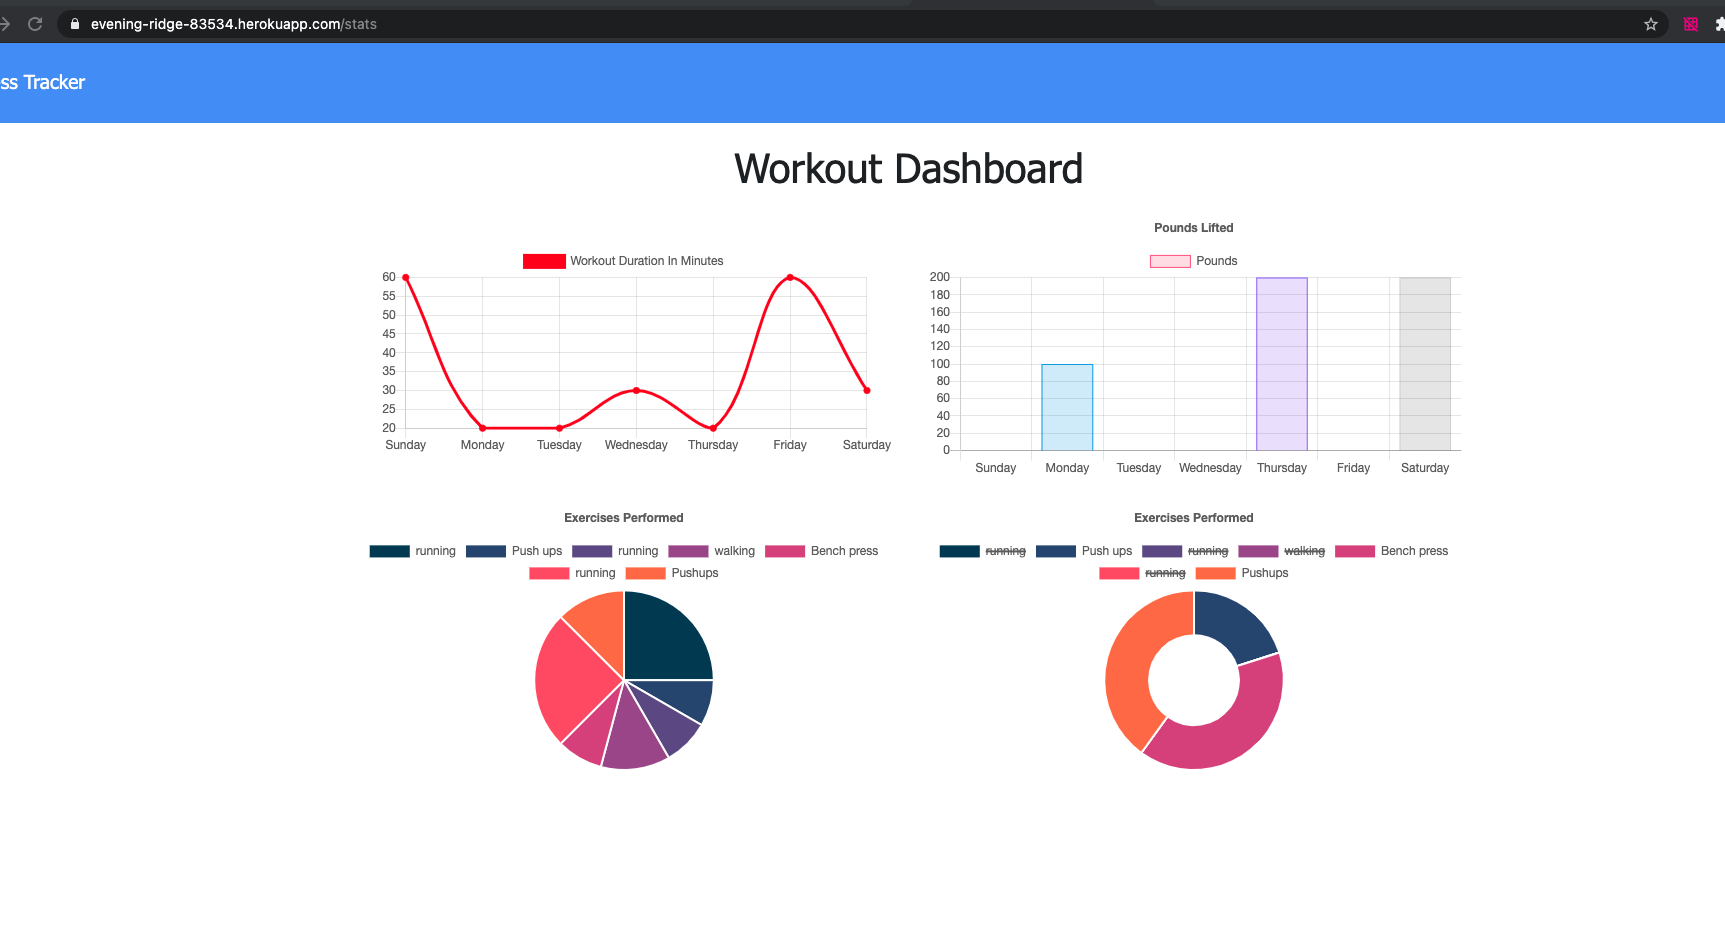 evening-ridge-83534.herokuapp.com/stats
ss Tracker
Workout Dashboard
Workout Duration In Minutes
60
55
50
45
40
35
30
25
20
Sunday Monday Tuesday Wednesday Thursday Friday Saturday
Pounds Lifted
Pounds
200
180
160
140
120
100
80
60
40
20
0
Sunday Monday Tuesday Wednesday Thursday Friday Saturday
Exercises Performed
running Push ups running walking Bench press
running Pushups
Exercises Performed
running Push ups running walking Bench press
running Pushups